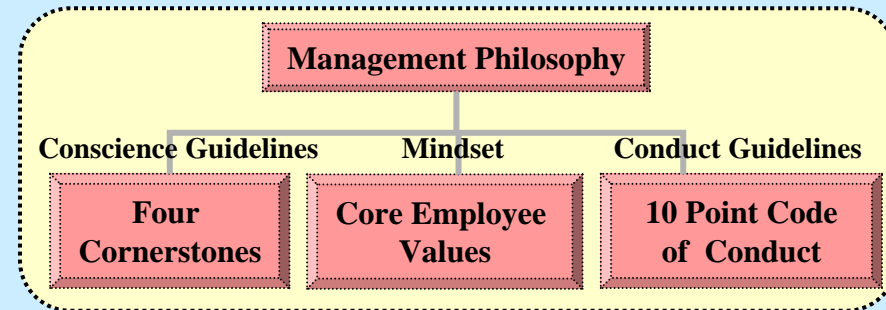 Management Philosophy
Conscience Guidelines
Mindset
Conduct Guidelines
Four
Cornerstones
Core Employee
Values
10 Point Code
of Conduct